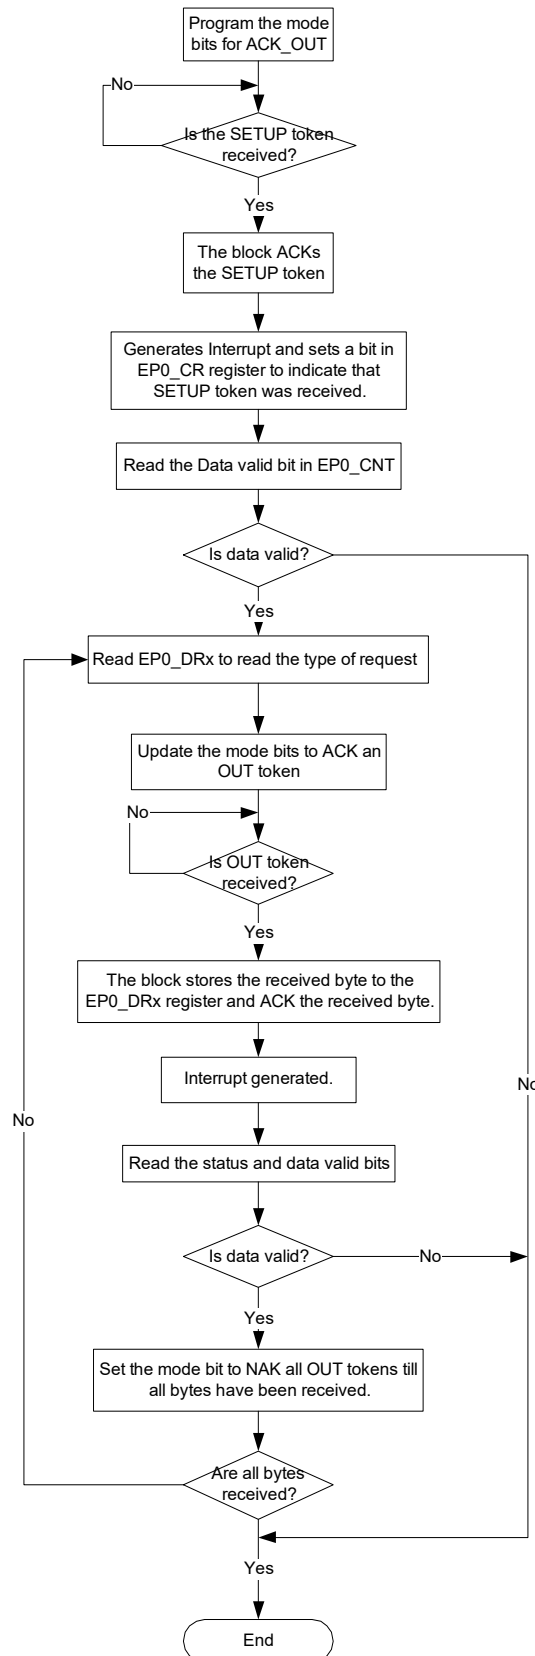 Program the mode
bits for ACK_OUT
No
Is the SETUP token
received?
Yes
The block ACKs
the SETUP token
Generates Interrupt and sets a bit in
EP0_CR register to indicate that
SETUP token was received.
Read the Data valid bit in EP0_CNT
Is data valid?
Yes
Read EP0_DRx to read the type of request
Update the mode bits to ACK an
OUT token
No
Is OUT token
received?
Yes
The block stores the received byte to the
EP0_DRx register and ACK the received byte.
Interrupt generated.
No
No
Read the status and data valid bits
Is data valid?
No
Yes
Set the mode bit to NAK all OUT tokens till
all bytes have been received.
Are all bytes
received?
Yes
End